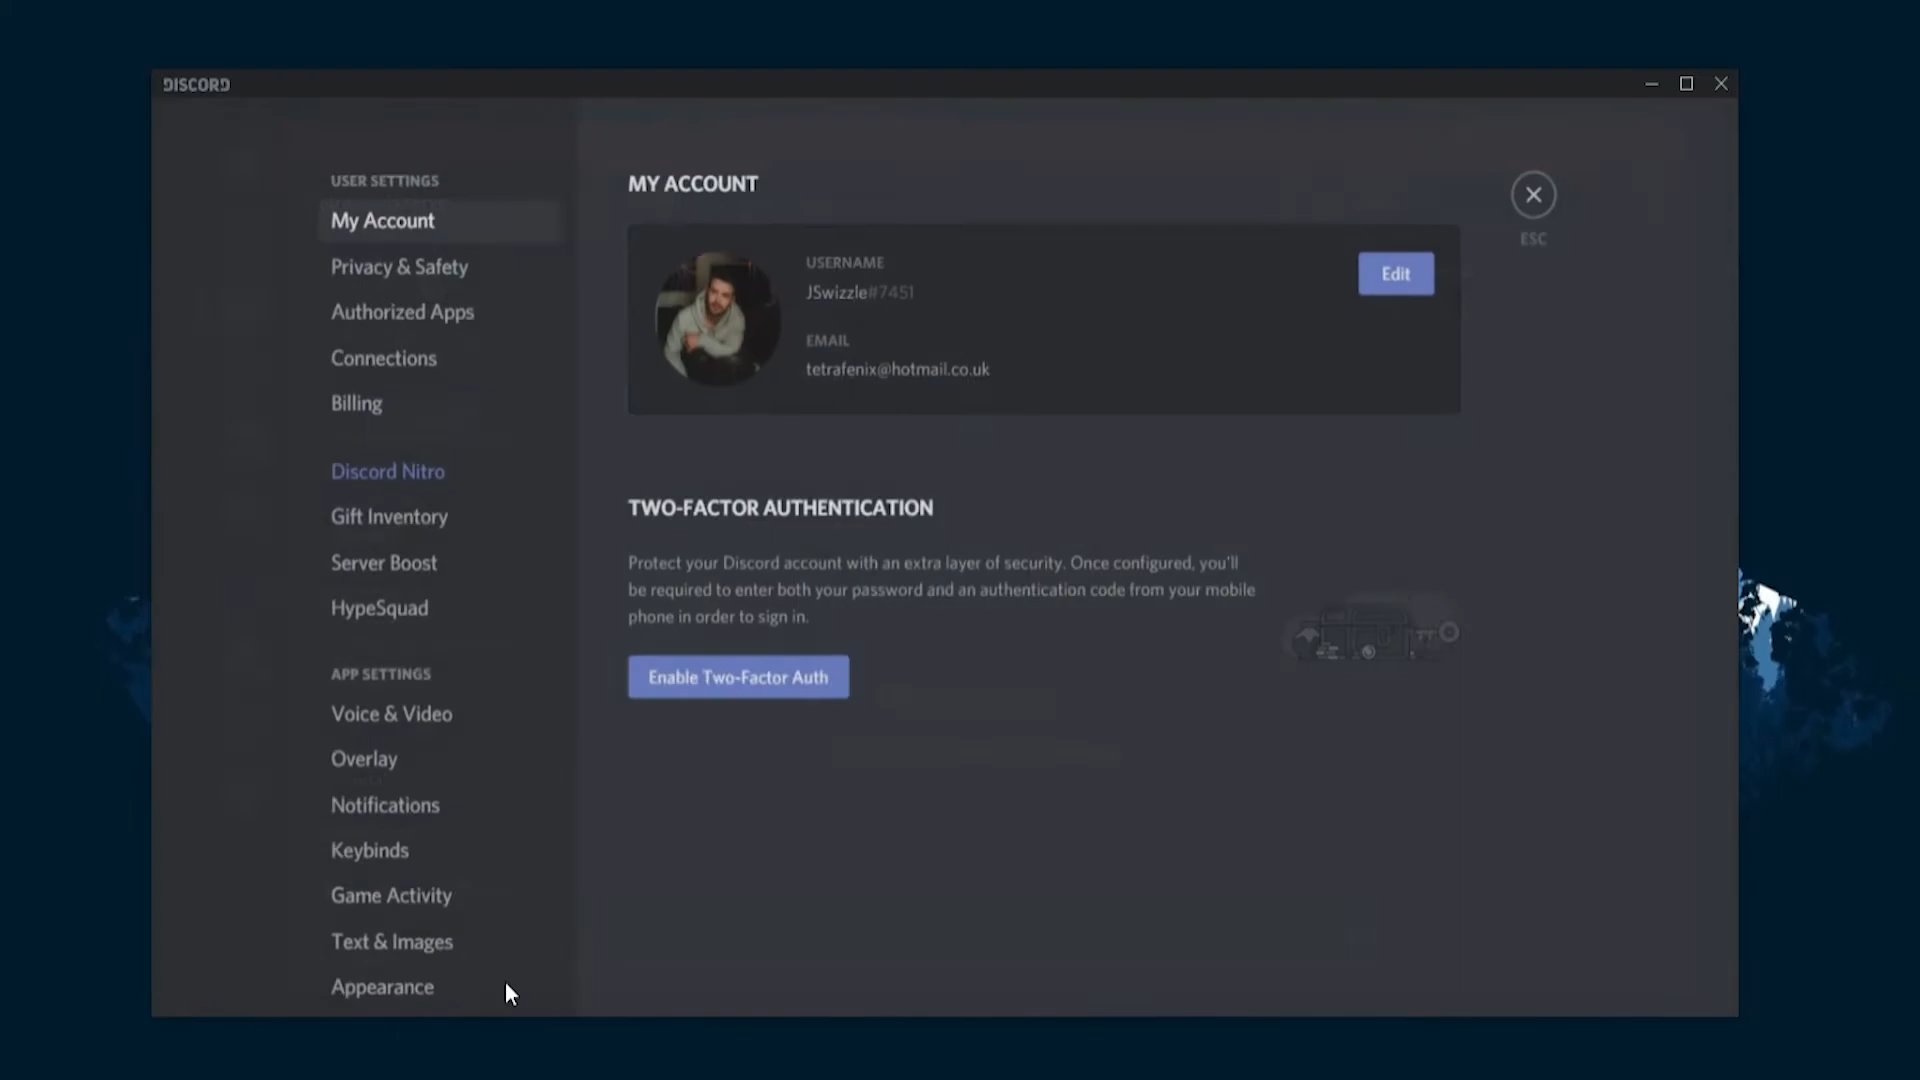 DISCORD
USER SETTINGS
My Account
Privacy & Safety
Authorized Apps
Connections
Billing
Discord Nitro
Gift Inventory
Server Boost
HypeSquad
APP SETTINGS
Voice & Video
Overlay
Notifications
Keybinds
Game Activity
Text & Images
Appearance
MY ACCOUNT
USERNAME
JSwizzle#7451
EMAIL
tetrafenix@hotmail.co.uk
Edit
ESC
TWO-FACTOR AUTHENTICATION
Protect your Discord account with an extra layer of security. Once configured, you'll
be required to enter both your password and an authentication code from your mobile
phone in order to sign in.
Enable Two-Factor Auth